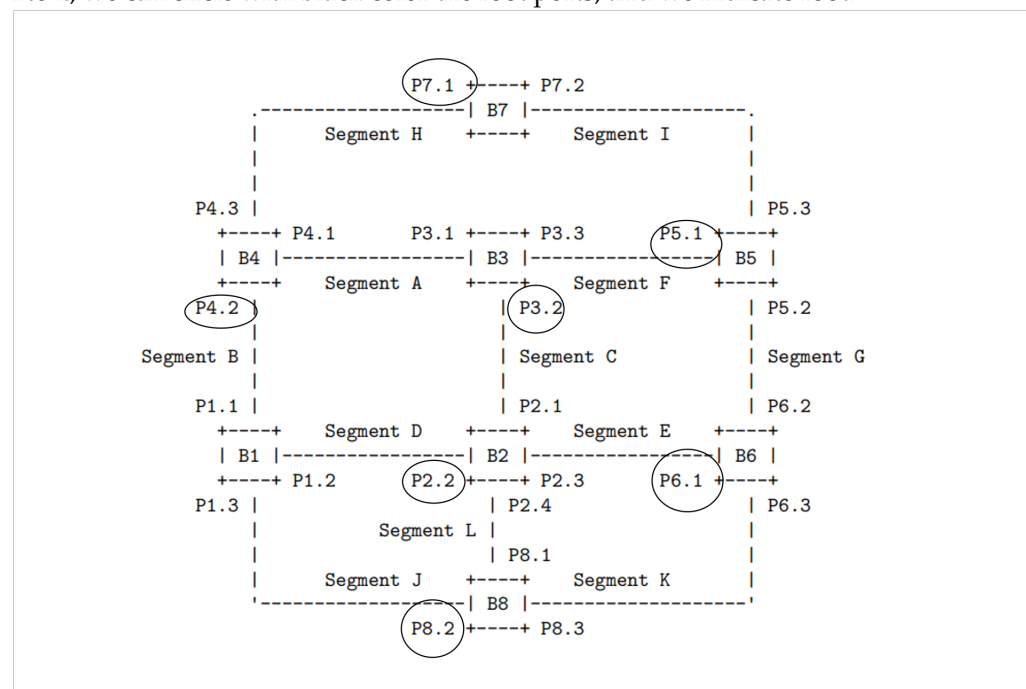 P7.1 +----+ P7.2
.-----------------| B7 |------------------.
| Segment H +----+ Segment I |
| |
| |
P4.3 | | P5.3
+----+ P4.1 P3.1 +----+ P3.3 P5.1 +----+
| B4 |---------------| B3 |---------------| B5 |
+----+ Segment A +----+ Segment F +----+
P4.2 | | P3.2 | P5.2
| | |
Segment B | | Segment C | Segment G
| | |
P1.1 | | P2.1 | P6.2
+----+ Segment D +----+ Segment E +----+
| B1 |---------------| B2 |---------------| B6 |
+----+ P1.2 P2.2 +----+ P2.3 P6.1 +----+
P1.3 | | P2.4 | P6.3
| Segment L | |
| | P8.1 |
| Segment J +----+ Segment K |
'-----------------| B8 |------------------'
P8.2 +----+ P8.3